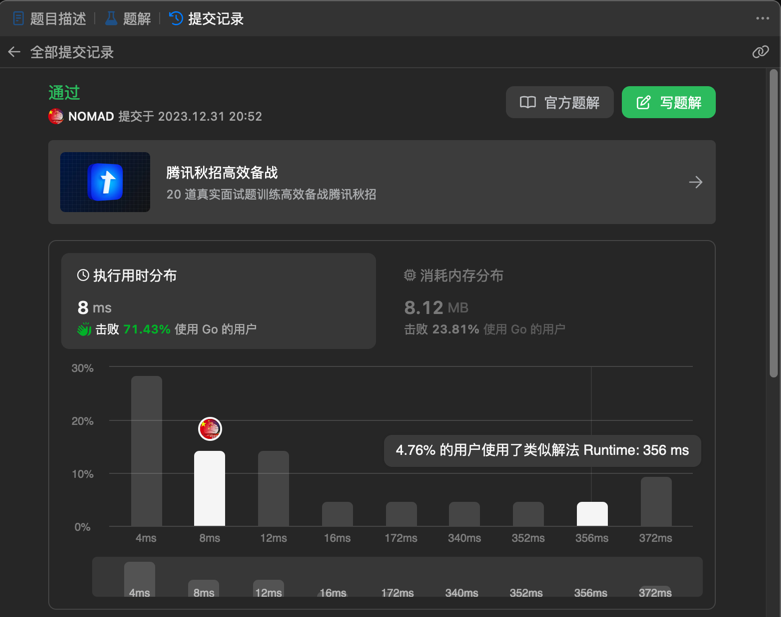 题目描述 题解 提交记录
全部提交记录
通过
NOMAD 提交于 2023.12.31 20:52
官方题解
写题解
腾讯秋招高效备战
20 道真实面试题训练高效备战腾讯秋招
执行用时分布
8 ms
击败 71.43% 使用 Go 的用户
消耗内存分布
8.12 MB
击败 23.81% 使用 Go 的用户
30%
20%
10%
0%
4.76% 的用户使用了类似解法 Runtime: 356 ms
4ms 8ms 12ms 16ms 172ms 340ms 352ms 356ms 372ms
4ms 8ms 12ms 16ms 172ms 340ms 352ms 356ms 372ms